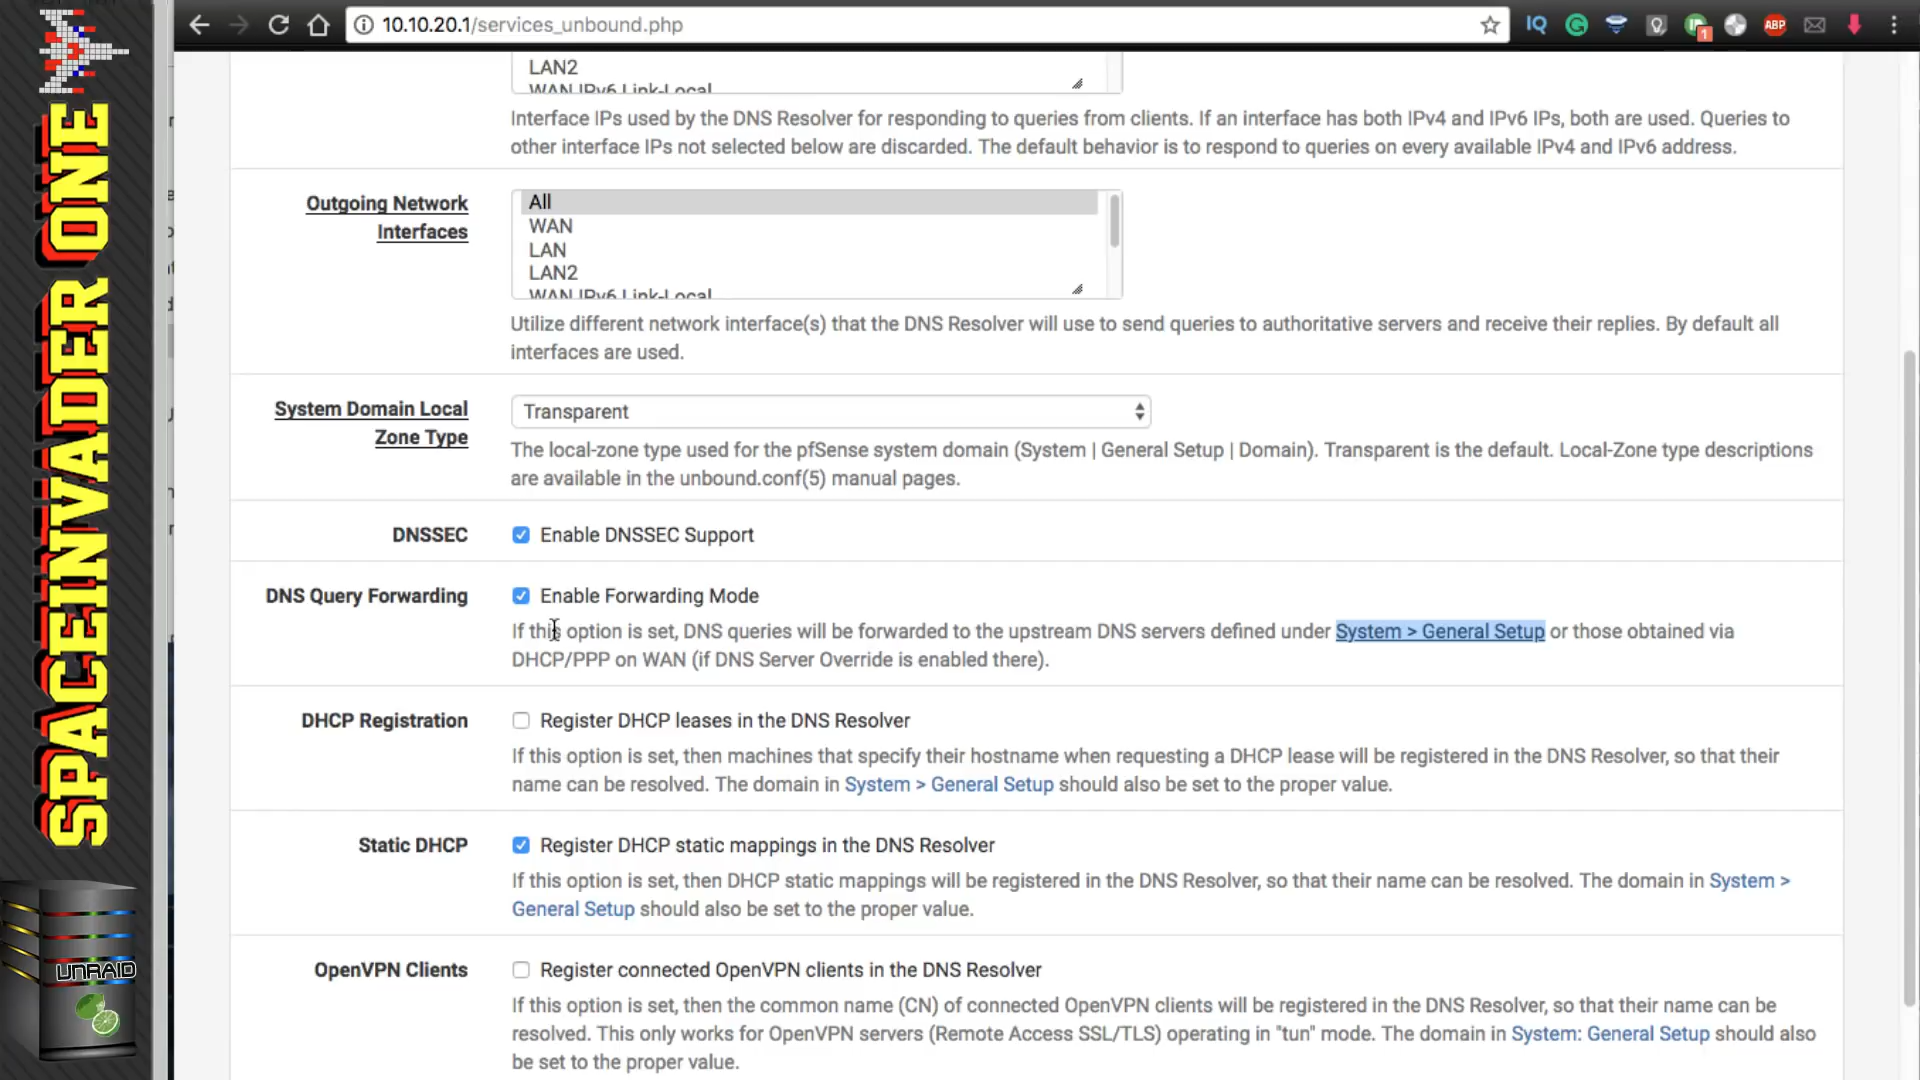 10.10.20.1/services_unbound.php
IQ
1
ABP
SPACEINVADER ONE
UNRAID
LAN2
WAN IPv6 Link-Local
Interface IPs used by the DNS Resolver for responding to queries from clients. If an interface has both IPv4 and IPv6 IPs, both are used. Queries to
other interface IPs not selected below are discarded. The default behavior is to respond to queries on every available IPv4 and IPv6 address.
Outgoing Network
Interfaces
All
WAN
LAN
LAN2
WAN IPv6 Link-Local
Utilize different network interface(s) that the DNS Resolver will use to send queries to authoritative servers and receive their replies. By default all
interfaces are used.
System Domain Local
Zone Type
Transparent
The local-zone type used for the pfSense system domain (System | General Setup | Domain). Transparent is the default. Local-Zone type descriptions
are available in the unbound.conf(5) manual pages.
DNSSEC
Enable DNSSEC Support
DNS Query Forwarding
Enable Forwarding Mode
If this option is set, DNS queries will be forwarded to the upstream DNS servers defined under System > General Setup or those obtained via
DHCP/PPP on WAN (if DNS Server Override is enabled there).
DHCP Registration
Register DHCP leases in the DNS Resolver
If this option is set, then machines that specify their hostname when requesting a DHCP lease will be registered in the DNS Resolver, so that their
name can be resolved. The domain in System > General Setup should also be set to the proper value.
Static DHCP
Register DHCP static mappings in the DNS Resolver
If this option is set, then DHCP static mappings will be registered in the DNS Resolver, so that their name can be resolved. The domain in System >
General Setup should also be set to the proper value.
OpenVPN Clients
Register connected OpenVPN clients in the DNS Resolver
If this option is set, then the common name (CN) of connected OpenVPN clients will be registered in the DNS Resolver, so that their name can be
resolved. This only works for OpenVPN servers (Remote Access SSL/TLS) operating in "tun" mode. The domain in System: General Setup should also
be set to the proper value.